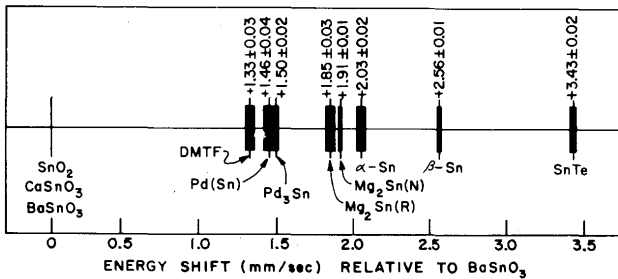 +1.33 ±0.03
+1.46 ±0.04
+1.50 ±0.02
+1.85 ±0.03
+1.91 ±0.01
+2.03 ±0.02
+2.56 ±0.01
+3.43 ±0.02
SnO₂
CaSnO₃
BaSnO₃
DMTF
Pd(Sn)
Pd₃Sn
Mg₂Sn(R)
Mg₂Sn(N)
α-Sn
β-Sn
SnTe
0 0.5 1.0 1.5 2.0 2.5 3.0 3.5
ENERGY SHIFT (mm/sec) RELATIVE TO BaSnO₃